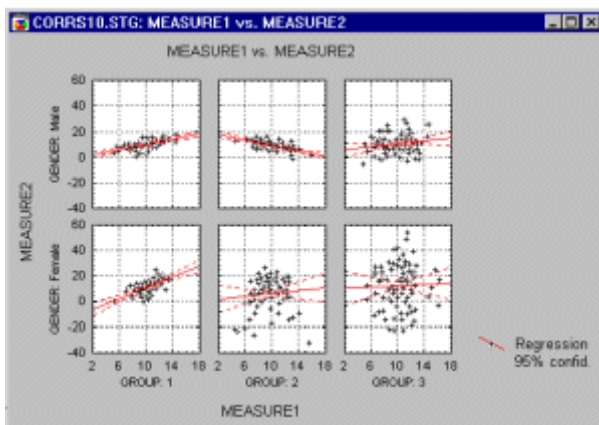 CORRS10.STG: MEASURE1 vs. MEASURE2
MEASURE1 vs. MEASURE2
MEASURE2
GENDER: Male
60
40
20
0
-20
-40
GENDER: Female
60
40
20
0
-20
-40
2 6 10 14 18
GROUP: 1
2 6 10 14 18
GROUP: 2
2 6 10 14 18
GROUP: 3
MEASURE1
Regression
95% confid.